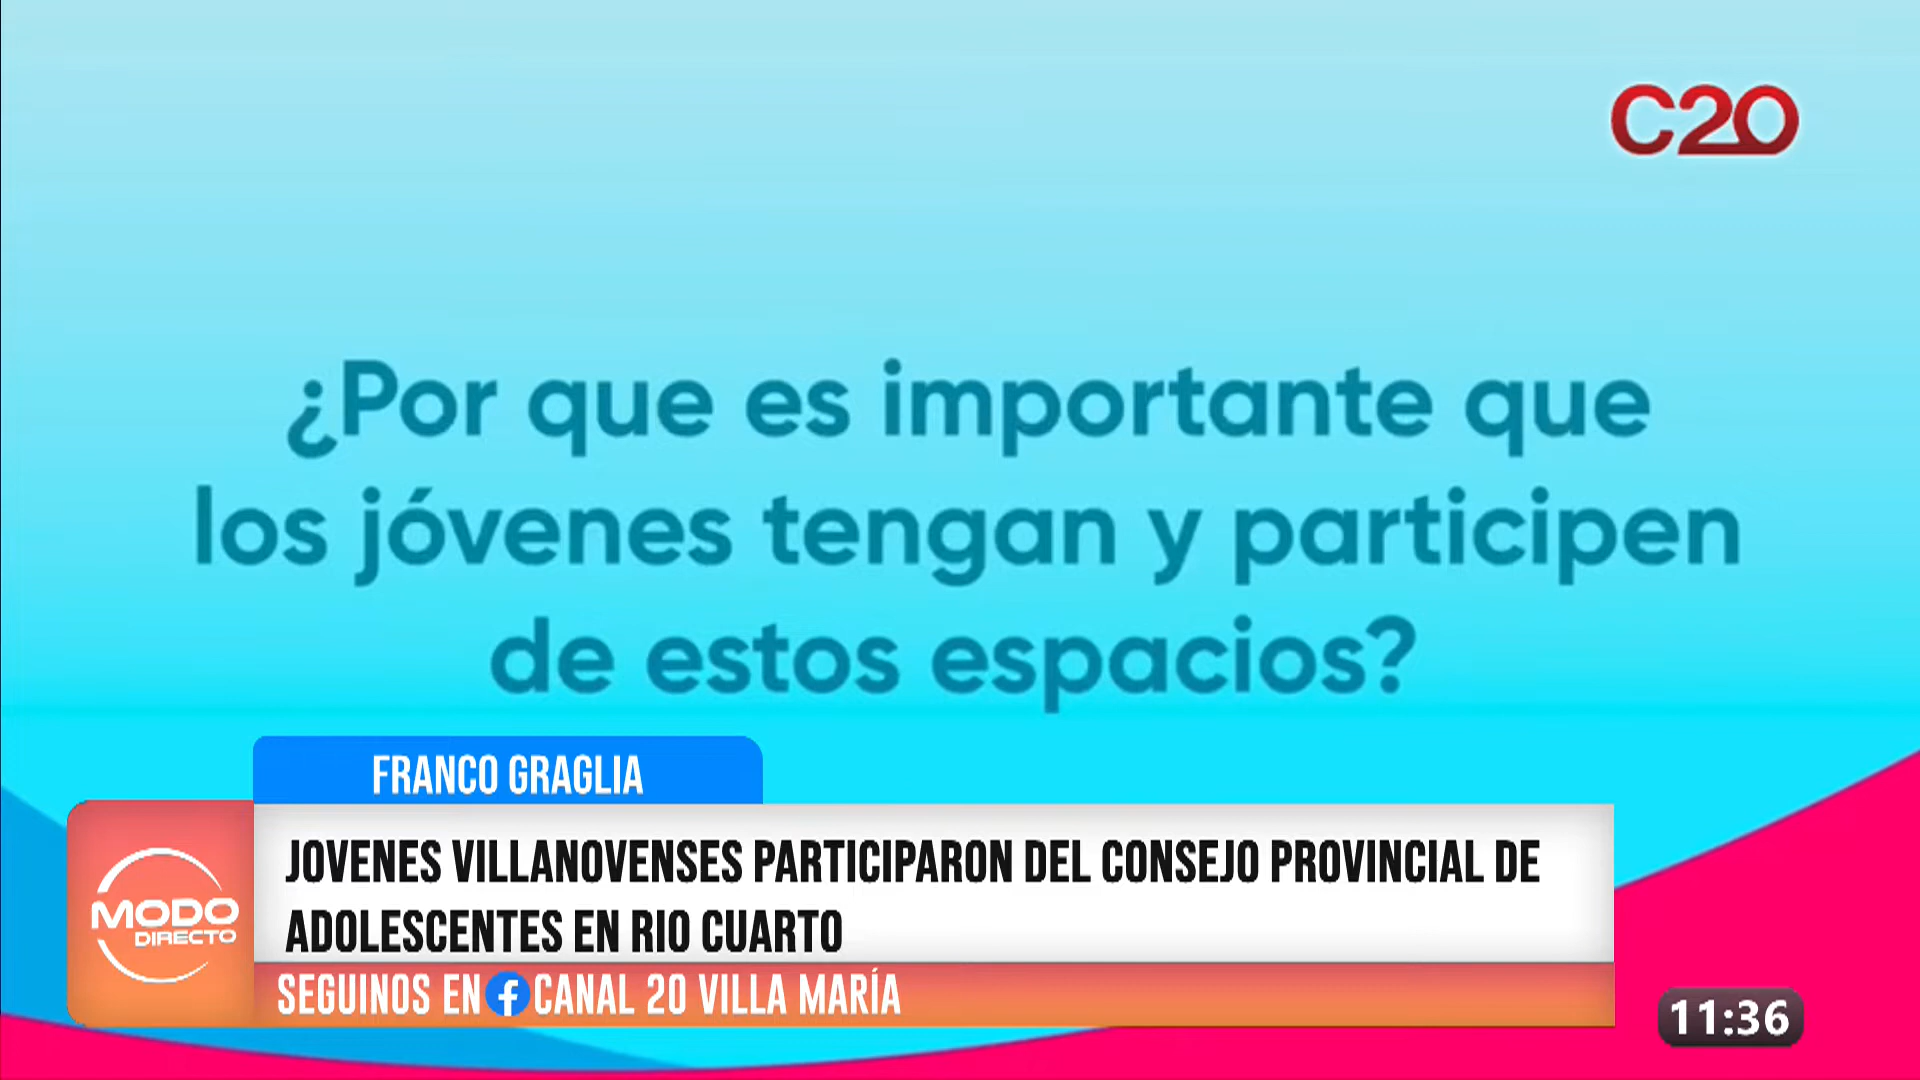 C20
¿Por que es importante que
los jóvenes tengan y participen
de estos espacios?
FRANCO GRAGLIA
JOVENES VILLANOVENSES PARTICIPARON DEL CONSEJO PROVINCIAL DE
ADOLESCENTES EN RIO CUARTO
MODO
DIRECTO
SEGUINOS EN CANAL 20 VILLA MARÍA
11:36